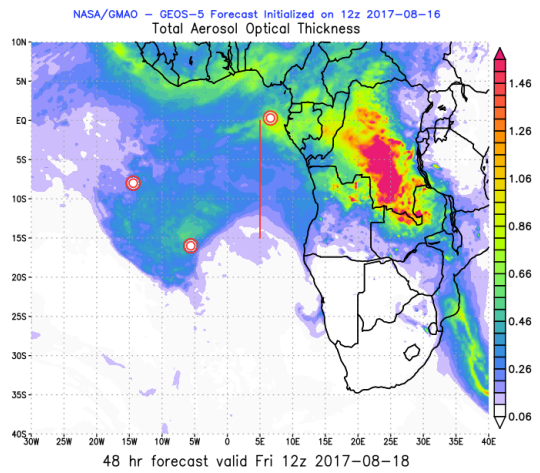 NASA/GMAO - GEOS-5 Forecast Initialized on 12z 2017-08-16
Total Aerosol Optical Thickness
10N
5N
EQ
5S
10S
15S
20S
25S
30S
35S
40S
30W 25W 20W 15W 10W 5W 0 5E 10E 15E 20E 25E 30E 35E 40E
1.46
1.26
1.06
0.86
0.66
0.46
0.26
0.06
48 hr forecast valid Fri 12z 2017-08-18